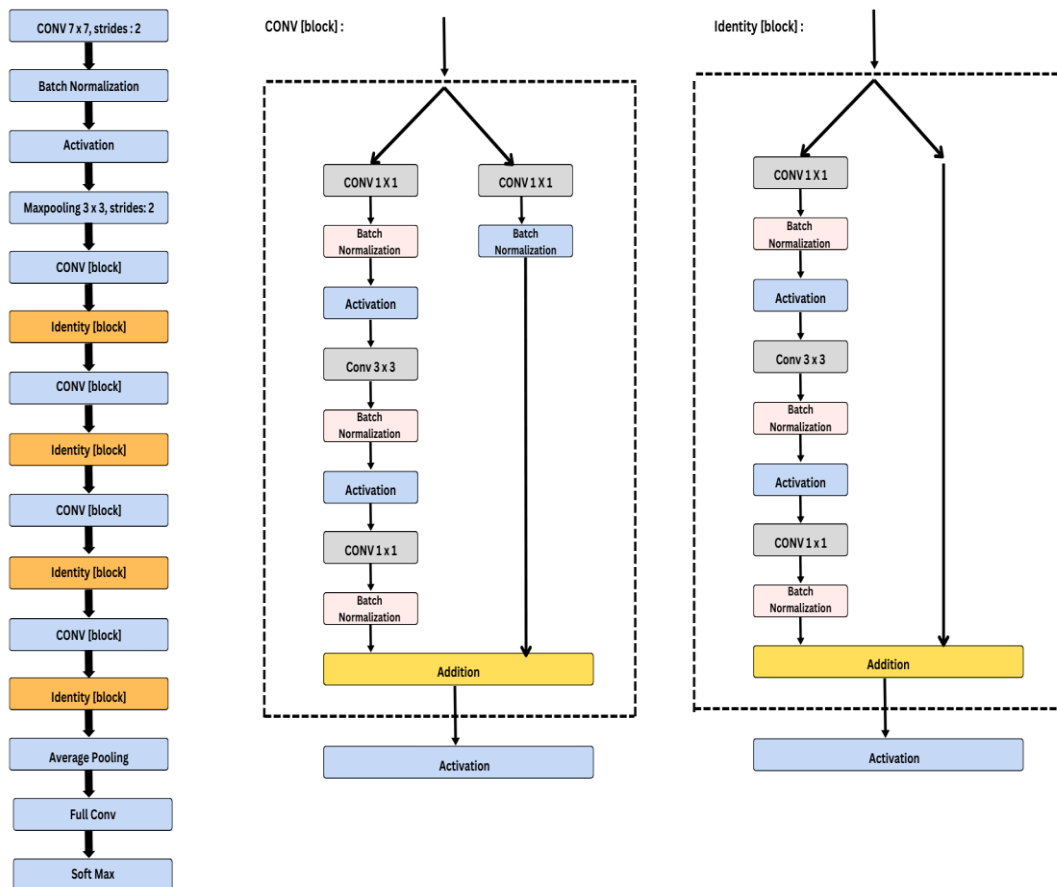 CONV 7 x 7, strides : 2
Batch Normalization
Activation
Maxpooling 3 x 3, strides: 2
CONV [block]
Identity [block]
CONV [block]
Identity [block]
CONV [block]
Identity [block]
CONV [block]
Identity [block]
Average Pooling
Full Conv
Soft Max
CONV [block] :
CONV 1 X 1
Batch
Normalization
Activation
Conv 3 x 3
Batch
Normalization
Activation
CONV 1 x 1
Batch
Normalization
CONV 1 X 1
Batch
Normalization
Addition
Activation
Identity [block] :
CONV 1 X 1
Batch
Normalization
Activation
Conv 3 x 3
Batch
Normalization
Activation
CONV 1 x 1
Batch
Normalization
Addition
Activation